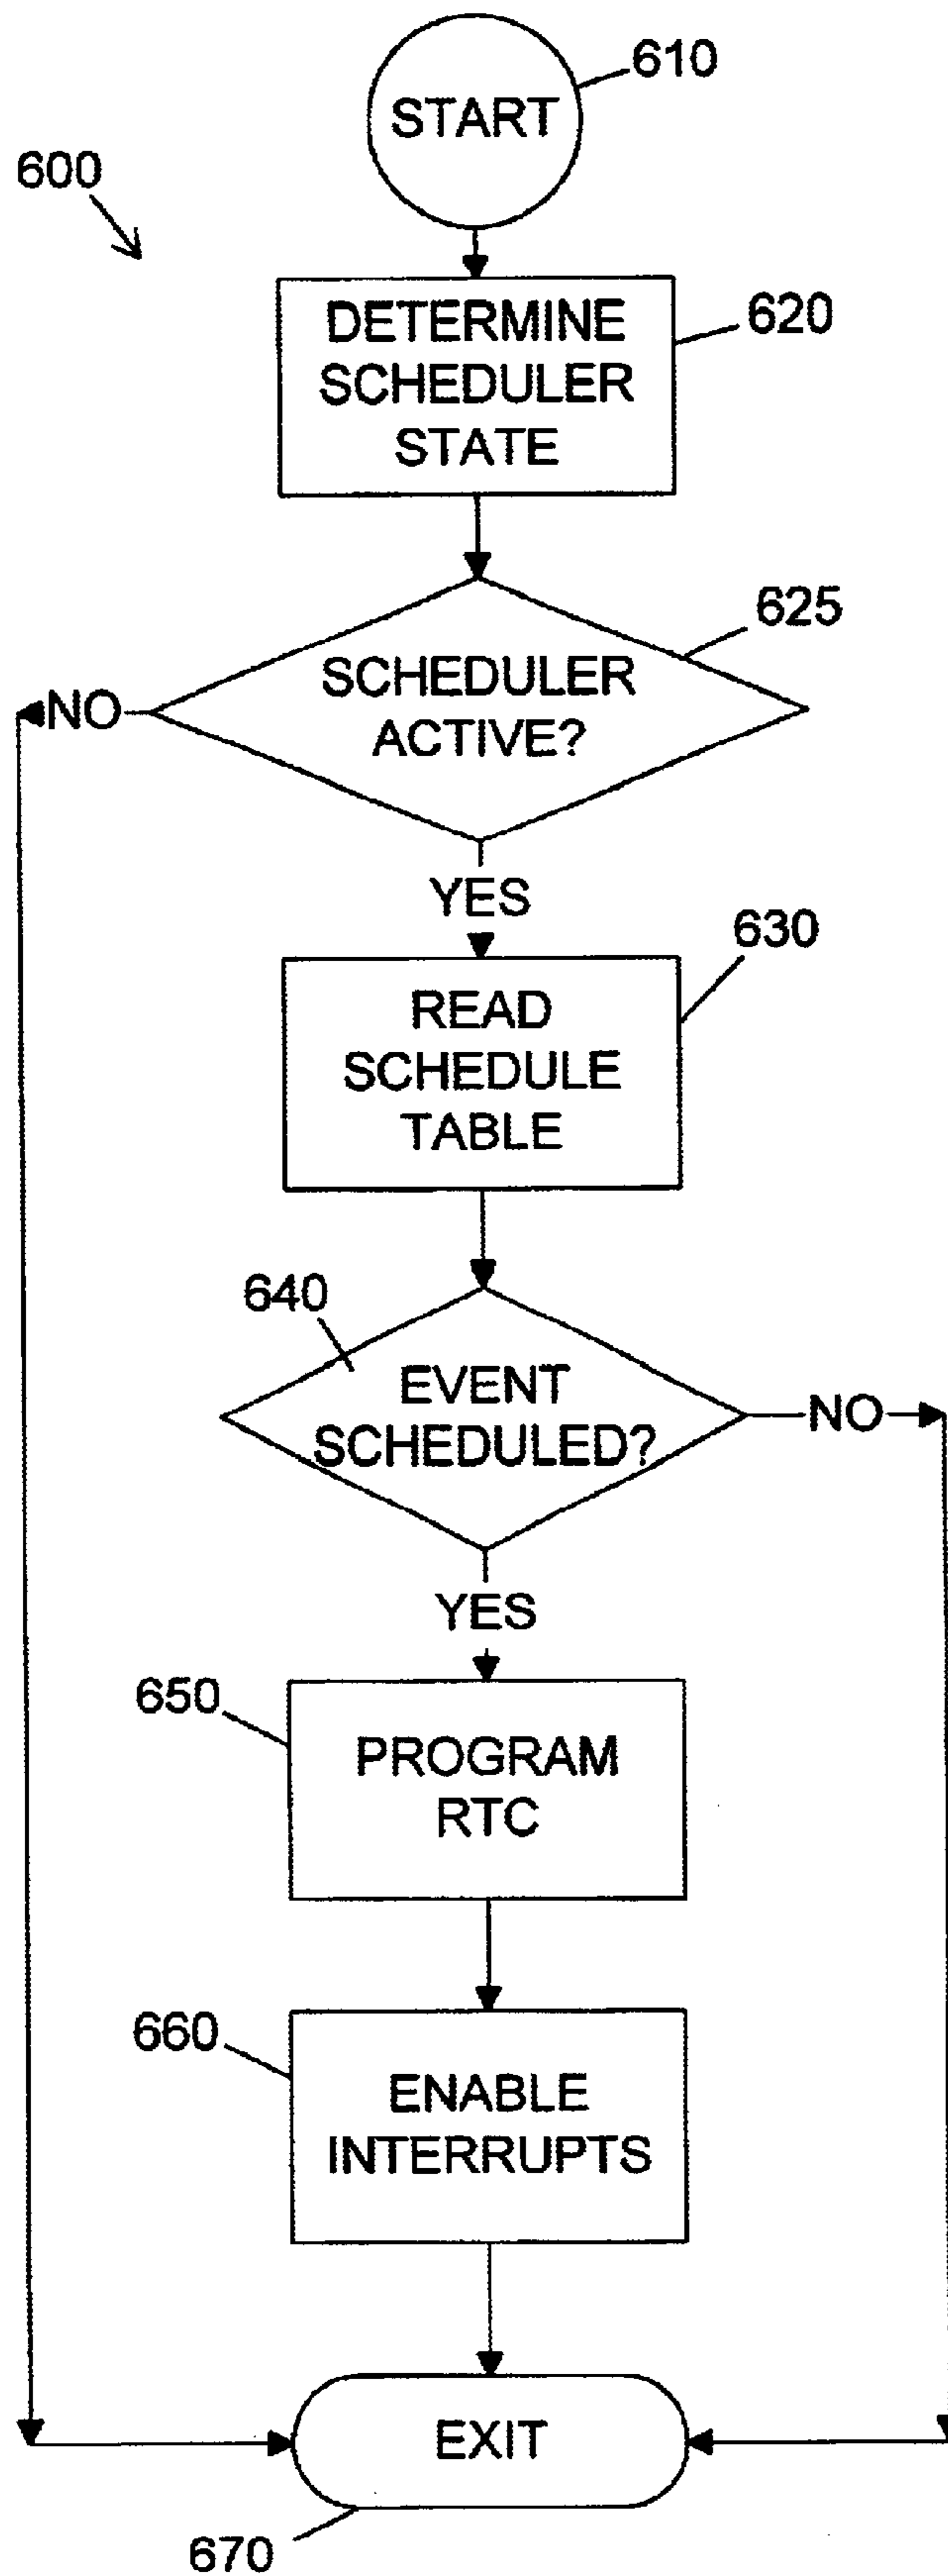 610
START
600
DETERMINE
SCHEDULER
STATE
620
625
SCHEDULER
ACTIVE?
NO
YES
630
READ
SCHEDULE
TABLE
640
EVENT
SCHEDULED?
NO
YES
650
PROGRAM
RTC
660
ENABLE
INTERRUPTS
EXIT
670